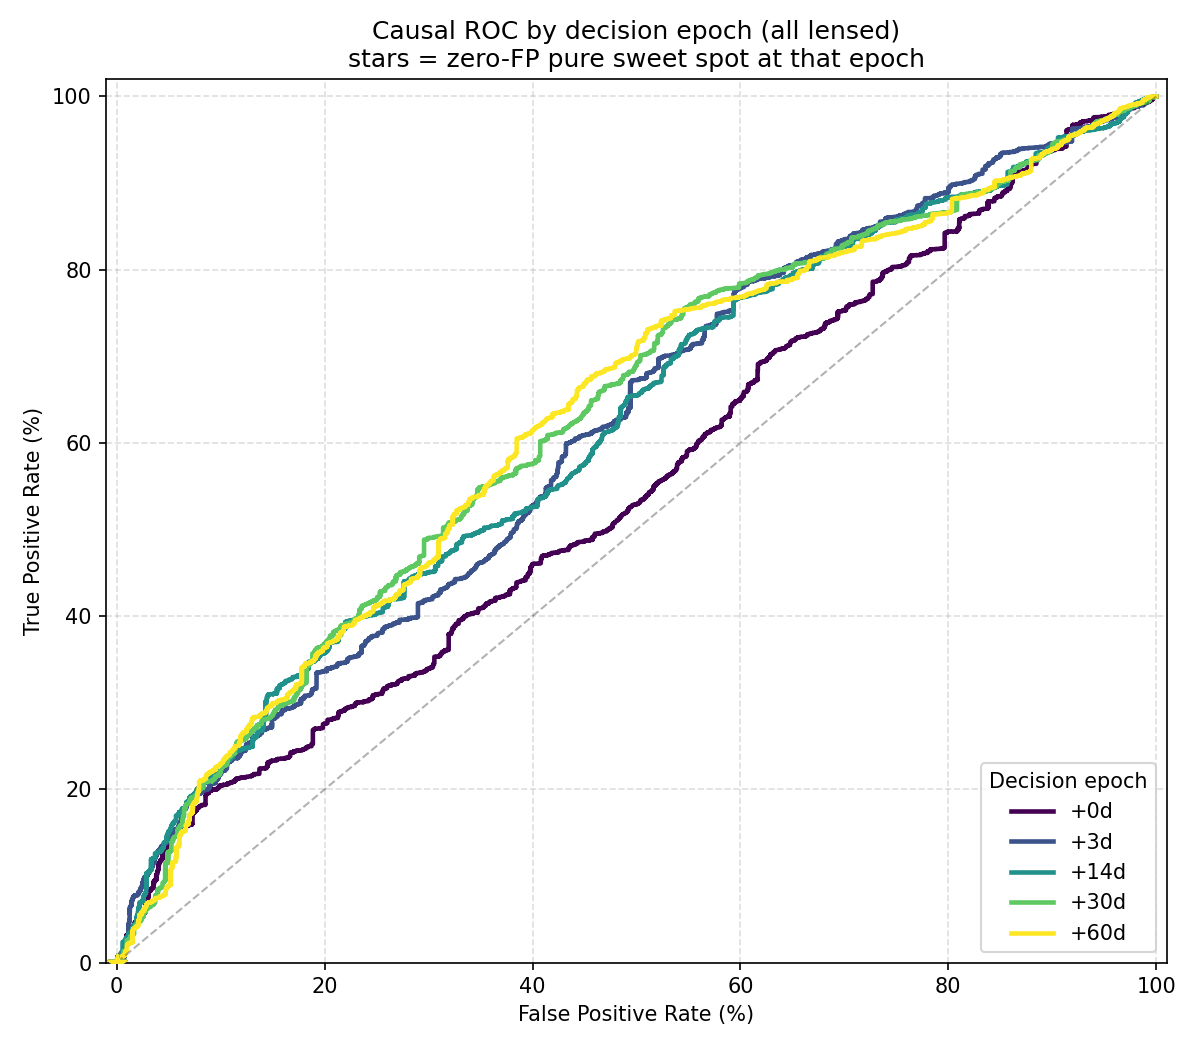 Causal ROC by decision epoch (all lensed)
stars = zero-FP pure sweet spot at that epoch
True Positive Rate (%)
100
80
60
40
20
0
0 20 40 60 80 100
False Positive Rate (%)
Decision epoch
+0d
+3d
+14d
+30d
+60d